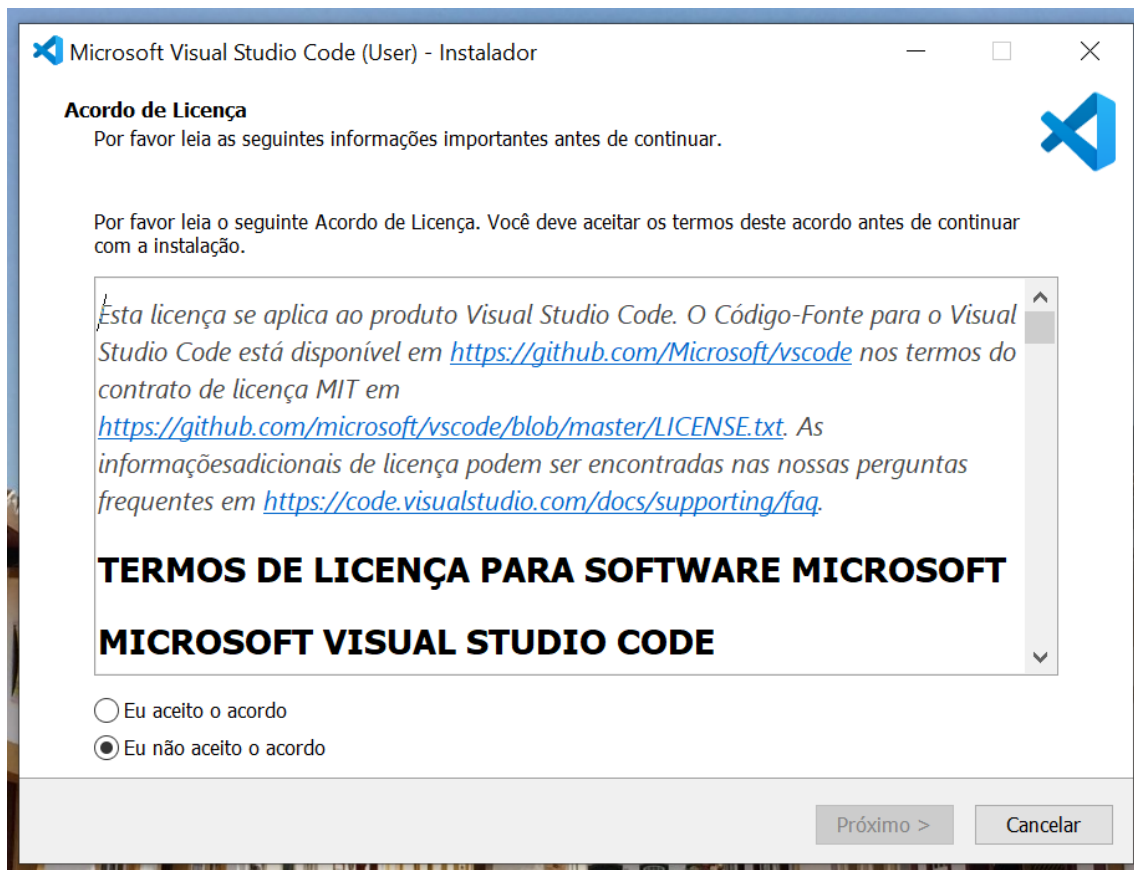 Microsoft Visual Studio Code (User) - Instalador
Acordo de Licença
Por favor leia as seguintes informações importantes antes de continuar.
Por favor leia o seguinte Acordo de Licença. Você deve aceitar os termos deste acordo antes de continuar
com a instalação.
Esta licença se aplica ao produto Visual Studio Code. O Código-Fonte para o Visual
Studio Code está disponível em https://github.com/Microsoft/vscode nos termos do
contrato de licença MIT em
https://github.com/microsoft/vscode/blob/master/LICENSE.txt. As
informaçõesadicionais de licença podem ser encontradas nas nossas perguntas
frequentes em https://code.visualstudio.com/docs/supporting/faq.
TERMOS DE LICENÇA PARA SOFTWARE MICROSOFT
MICROSOFT VISUAL STUDIO CODE
Eu aceito o acordo
Eu não aceito o acordo
Próximo >
Cancelar